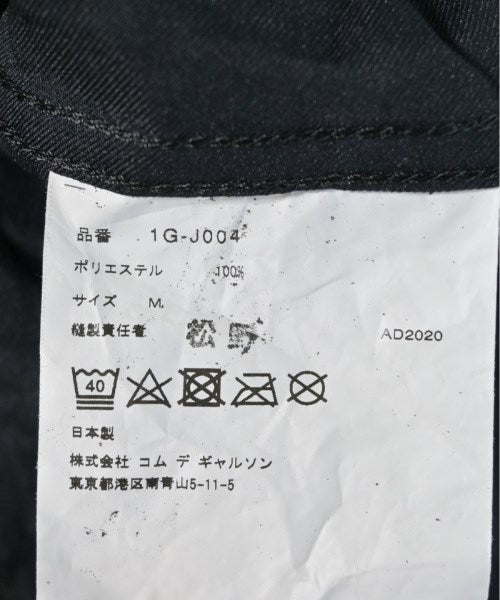 品番 1G-J004
ポリエステル 100%
サイズ M
縫製責任者 松野 AD2020
40
日本製
株式会社 コム デ ギャルソン
東京都港区南青山5-11-5